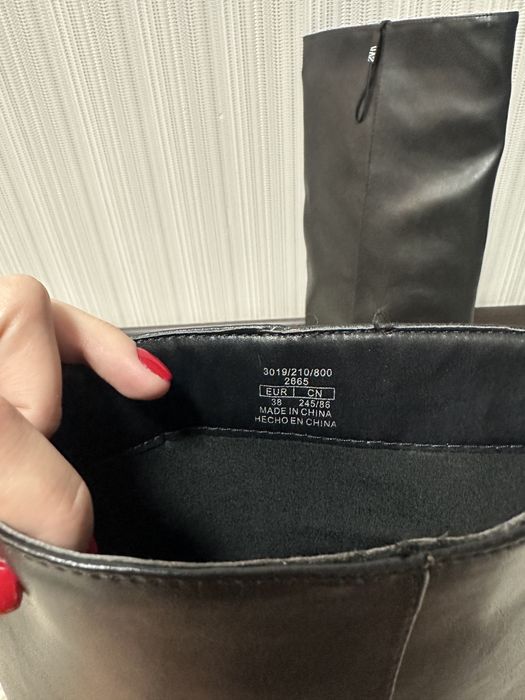 3019/210/800
2665
EUR CN
38 245/86
MADE IN CHINA
HECHO EN CHINA